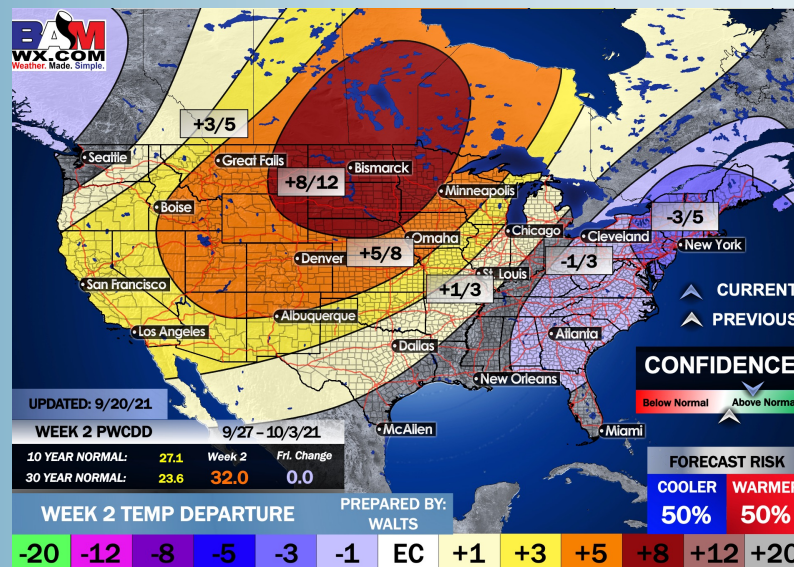 BAM
WX.COM
Weather. Made. Simple.
+3/5
Seattle
Great Falls
Bismarck
+8/12
Minneapolis
-3/5
Boise
Chicago
Cleveland
New York
Omaha
Denver
+5/8
-1/3
St. Louis
San Francisco
+1/3
CURRENT
Albuquerque
PREVIOUS
Los Angeles
Atlanta
Dallas
CONFIDENCE
New Orleans
Below Normal Above Norma
UPDATED: 9/20/21
WEEK 2 PWCDD 9/27 – 10/3/21
McAllen
Miami
10 YEAR NORMAL: 27.1 Week 2 Fri. Change
30 YEAR NORMAL: 23.6 32.0 0.0
FORECAST RISK
COOLER WARMER
50% 50%
WEEK 2 TEMP DEPARTURE
PREPARED BY:
WALTS
-20 -12 -8 -5 -3 -1 EC +1 +3 +5 +8 +12 +20